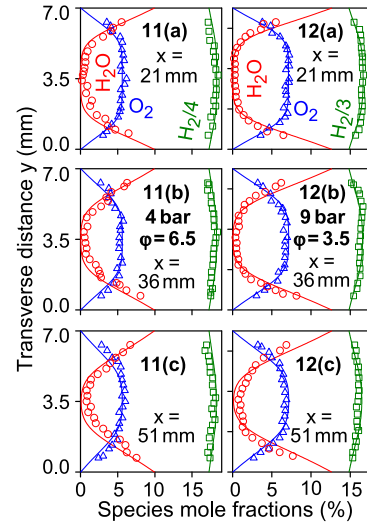 7.0
3.5
0.0
11(a)
x =
21 mm
H₂O
O₂
H₂/4
12(a)
x =
21 mm
H₂O
O₂
H₂/3
Transverse distance y (mm)
7.0
3.5
0.0
11(b)
4 bar
φ = 6.5
x =
36 mm
12(b)
9 bar
φ = 3.5
x =
36 mm
7.0
3.5
0.0
11(c)
x =
51 mm
12(c)
x =
51 mm
0 5 10 15 0 5 10 15
Species mole fractions (%)